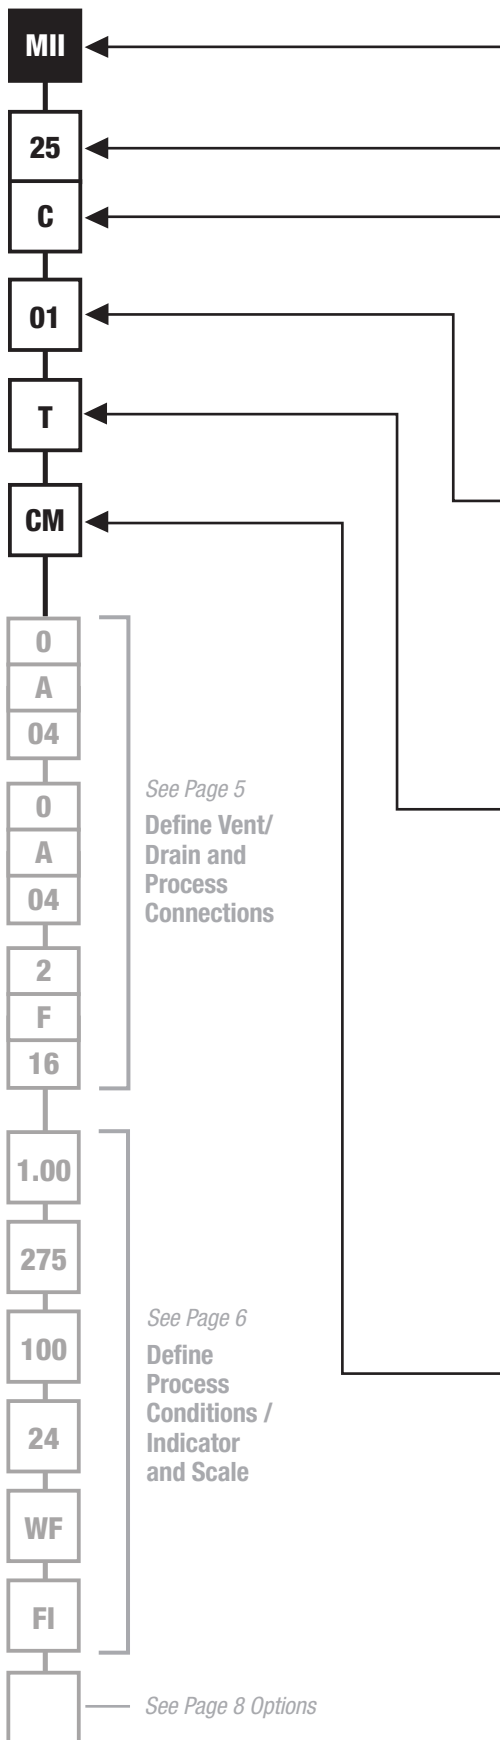 MII
25
C
01
T
CM
0
A
04
0
A
04
2
F
16
See Page 5
Define Vent/
Drain and
Process
Connections
1.00
275
100
24
WF
FI
See Page 6
Define
Process
Conditions /
Indicator
and Scale
See Page 8 Options